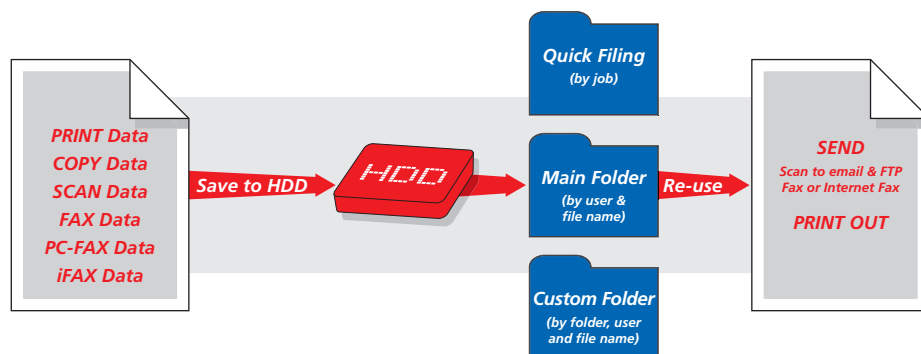 PRINT Data
COPY Data
SCAN Data
FAX Data
PC-FAX Data
iFAX Data
Save to HDD
HDD
Quick Filing
(by job)
Main Folder
(by user &
file name)
Custom Folder
(by folder, user
and file name)
Re-use
SEND
Scan to email & FTP
Fax or Internet Fax
PRINT OUT